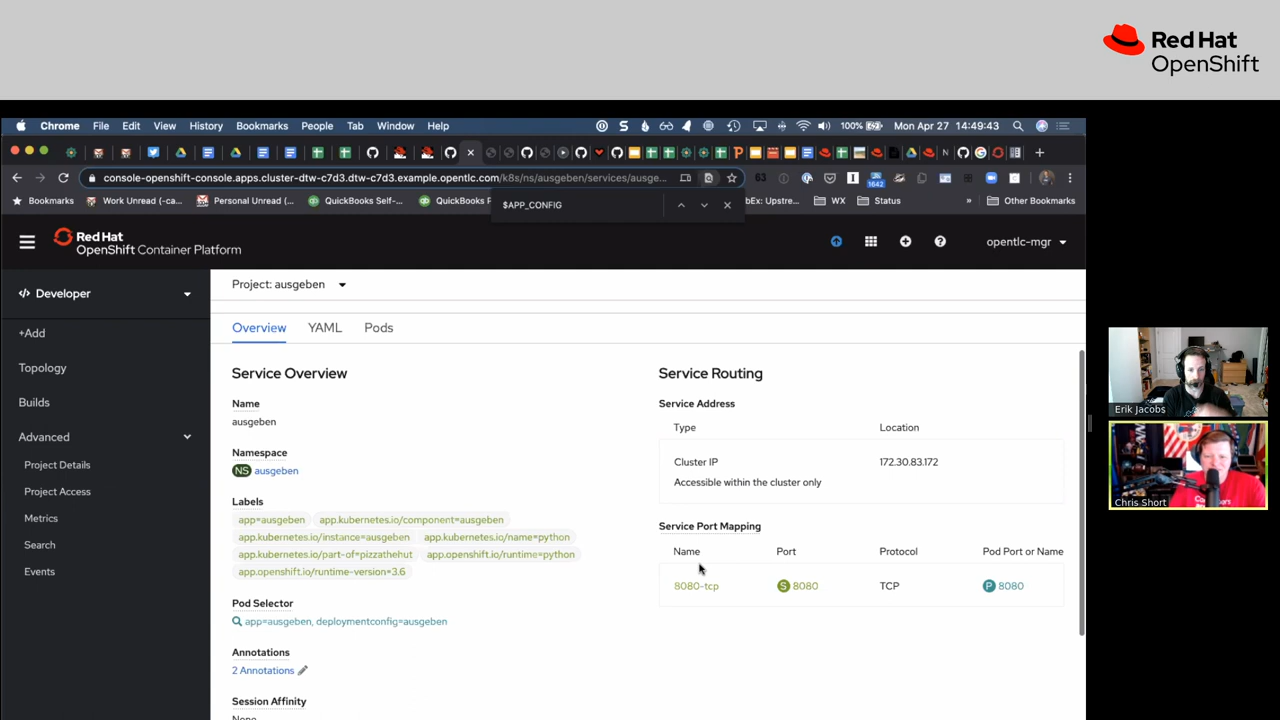 Red Hat
OpenShift
Chrome File Edit View History Bookmarks People Tab Window Help 100% Mon Apr 27 14:49:43
console-openshift-console.apps.cluster-dtw-c7d3.dtw-c7d3.example.opentlc.com/k8s/ns/ausgeben/services/ausge...
1642
Bookmarks Work Unread (-ca... Personal Unread (... QuickBooks Self-... QuickBooks P WX Status » Other Bookmarks
$APP_CONFIG
Red Hat
OpenShift Container Platform
opentlc-mgr
Developer
Project: ausgeben
+Add
Topology
Builds
Advanced
Project Details
Project Access
Metrics
Search
Events
Overview YAML Pods
Service Overview
Name
ausgeben
Namespace
NS ausgeben
Labels
app=ausgeben app.kubernetes.io/component=ausgeben
app.kubernetes.io/instance=ausgeben app.kubernetes.io/name=python
app.kubernetes.io/part-of=pizzathehut app.openshift.io/runtime=python
app.openshift.io/runtime-version=3.6
Pod Selector
app=ausgeben, deploymentconfig=ausgeben
Annotations
2 Annotations
Session Affinity
Service Routing
Service Address
Type Location
Cluster IP 172.30.83.172
Accessible within the cluster only
Service Port Mapping
Name Port Protocol Pod Port or Name
8080-tcp S 8080 TCP P 8080
Erik Jacobs
Chris Short